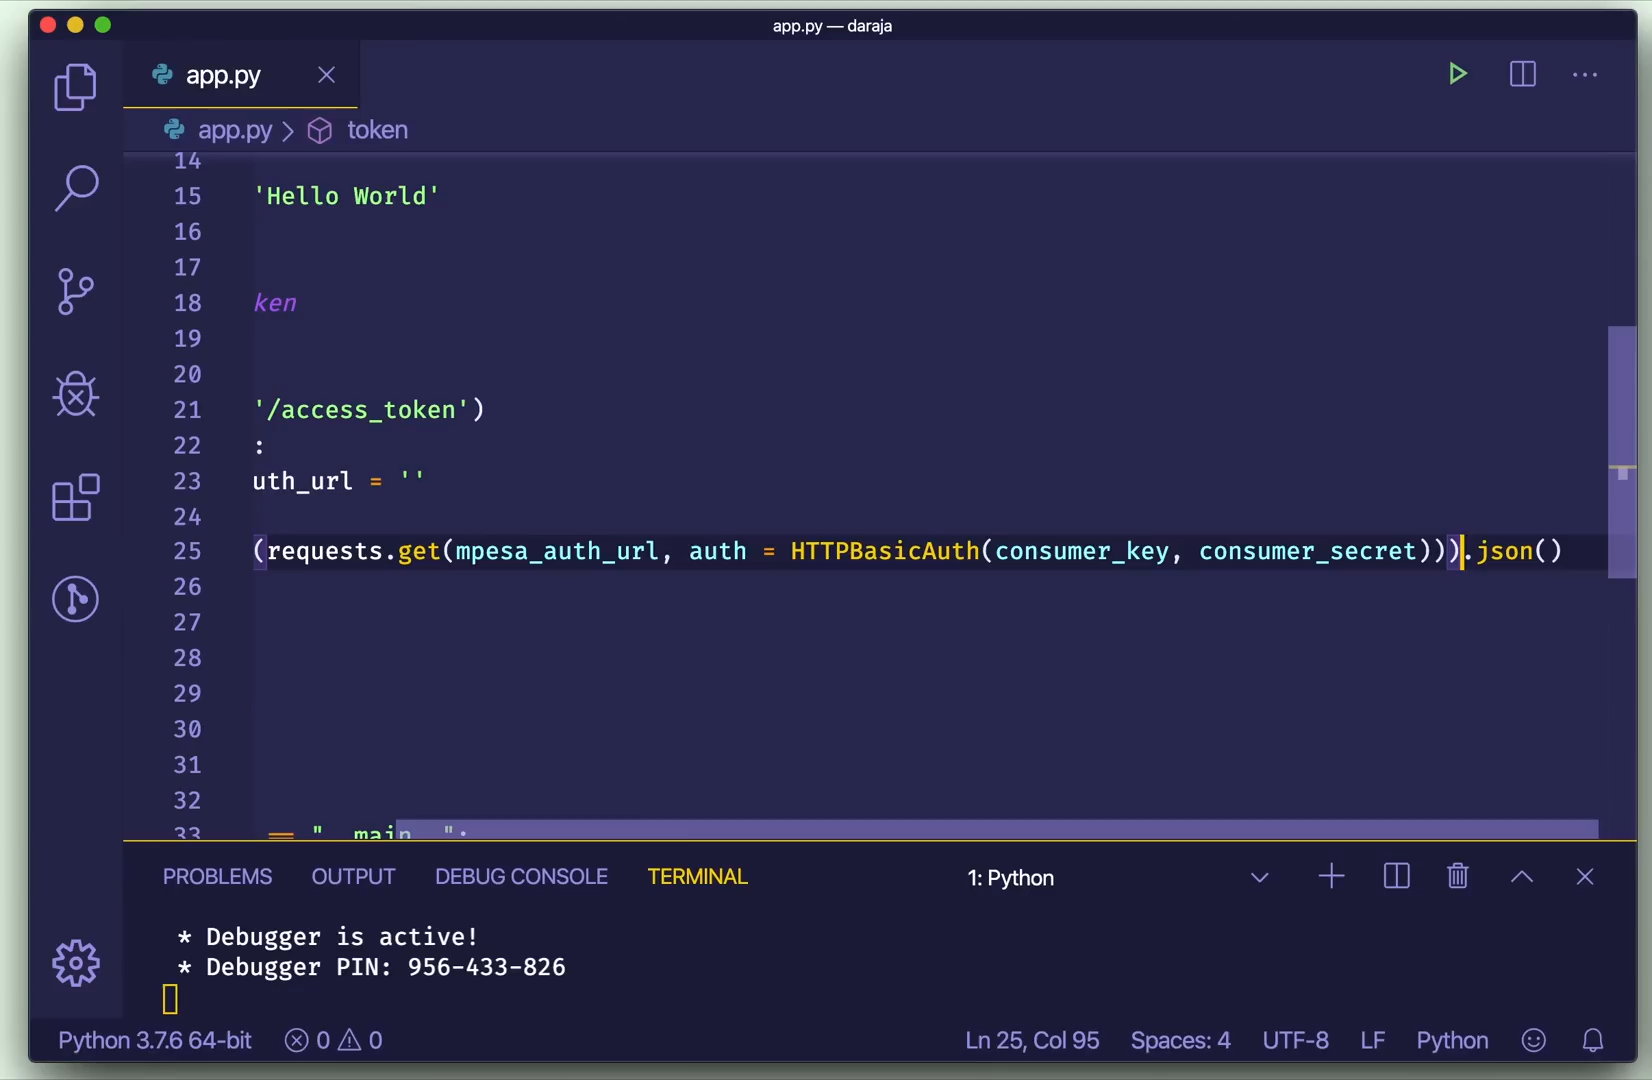 app.py — daraja
app.py
app.py > token
14
15 'Hello World'
16
17
18 ken
19
20
21 '/access_token')
22 :
23 uth_url = ''
24
25 (requests.get(mpesa_auth_url, auth = HTTPBasicAuth(consumer_key, consumer_secret))).json()
26
27
28
29
30
31
32
33 == "__main__":
PROBLEMS OUTPUT DEBUG CONSOLE TERMINAL 1: Python
* Debugger is active!
* Debugger PIN: 956-433-826
Python 3.7.6 64-bit 0 0 Ln 25, Col 95 Spaces: 4 UTF-8 LF Python